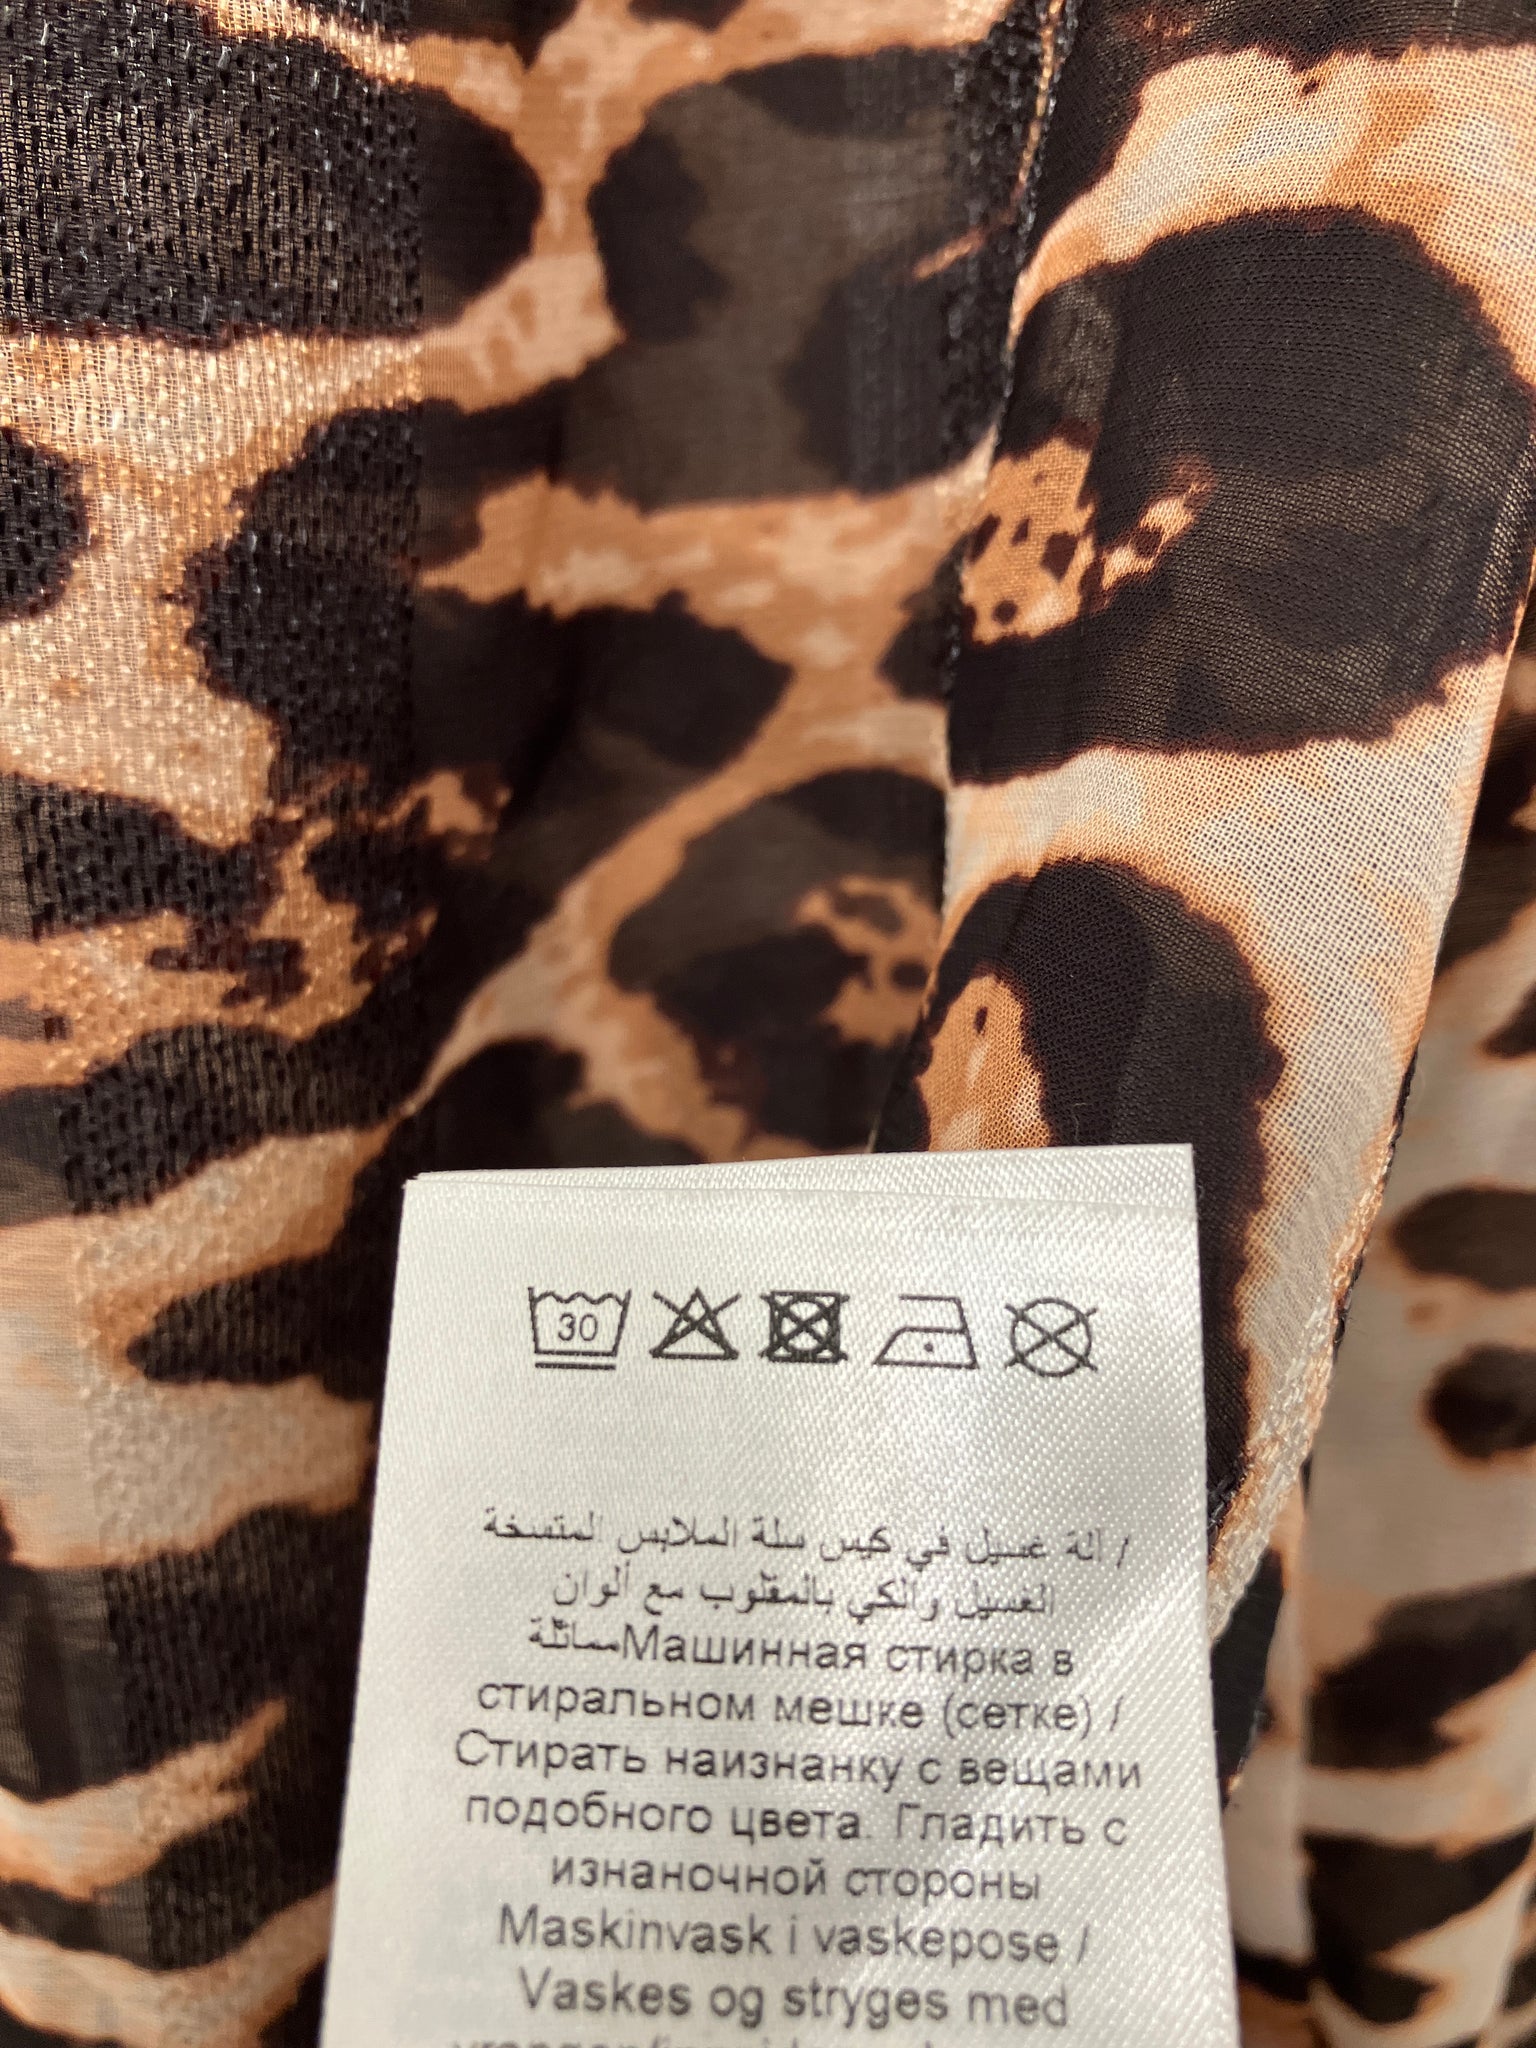 30
/ آلة غسيل في كيس سلة الملابس المتسخة
الغسيل والكي بالمقلوب مع ألوان
مماثلةМашинная стирка в
стиральном мешке (сетке) /
Стирать наизнанку с вещами
подобного цвета. Гладить с
изнаночной стороны
Maskinvask i vaskepose /
Vaskes og stryges med